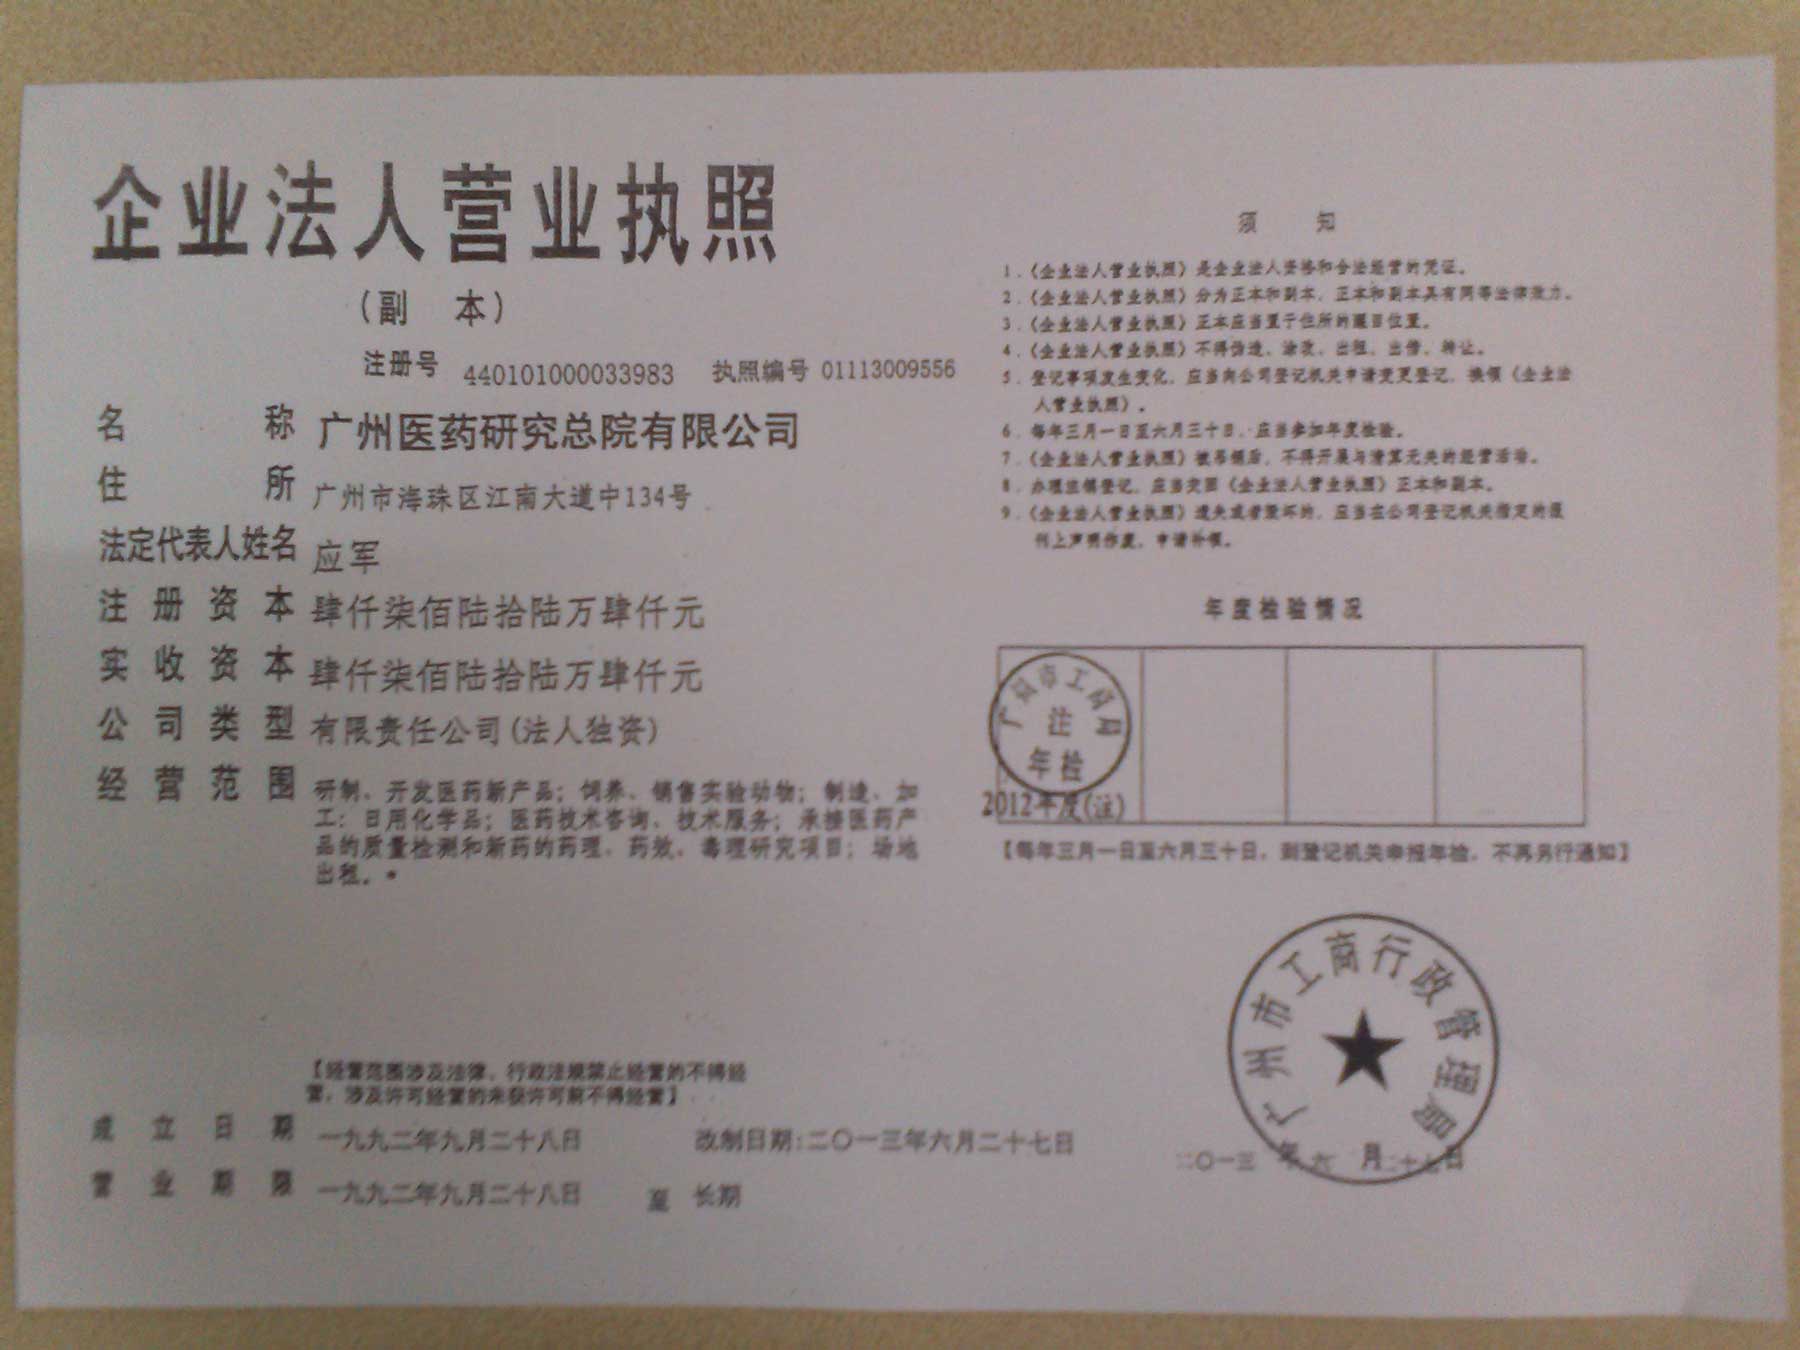 企业法人营业执照
（副 本）
注册号 440101000033983 执照编号 01113009556
名 称 广州医药研究总院有限公司
住 所 广州市海珠区江南大道中134号
法定代表人姓名 应军
注册资本 肆仟柒佰陆拾陆万肆仟元
实收资本 肆仟柒佰陆拾陆万肆仟元
公司类型 有限责任公司(法人独资)
经营范围 研制、开发医药新产品；饲养、销售实验动物；制造、加
工：日用化学品；医药技术咨询、技术服务；承接医药产
品的质量检测和新药的药理、药效、毒理研究项目；场地
出租。*
【经营范围涉及法律、行政法规禁止经营的不得经
营，涉及许可经营的未获许可前不得经营】
成立日期 一九九二年九月二十八日 改制日期：二〇一三年六月二十七日
营业期限 一九九二年九月二十八日 至 长期
须 知
1．《企业法人营业执照》是企业法人资格和合法经营的凭证。
2．《企业法人营业执照》分为正本和副本，正本和副本具有同等法律效力。
3．《企业法人营业执照》正本应当置于住所的醒目位置。
4．《企业法人营业执照》不得伪造、涂改、出租、出借、转让。
5．登记事项发生变化，应当向公司登记机关申请变更登记，换领《企业法
人营业执照》。
6．每年三月一日至六月三十日，应当参加年度检验。
7．《企业法人营业执照》被吊销后，不得开展与清算无关的经营活动。
8．办理注销登记，应当交回《企业法人营业执照》正本和副本。
9．《企业法人营业执照》遗失或者毁坏的，应当在公司登记机关指定的报
刊上声明作废，申请补领。
年度检验情况
广州市工商局
注
年检
2012年度(注)
【每年三月一日至六月三十日，到登记机关申报年检，不再另行通知】
广州市工商行政管理局
二〇一三年六月二十七日